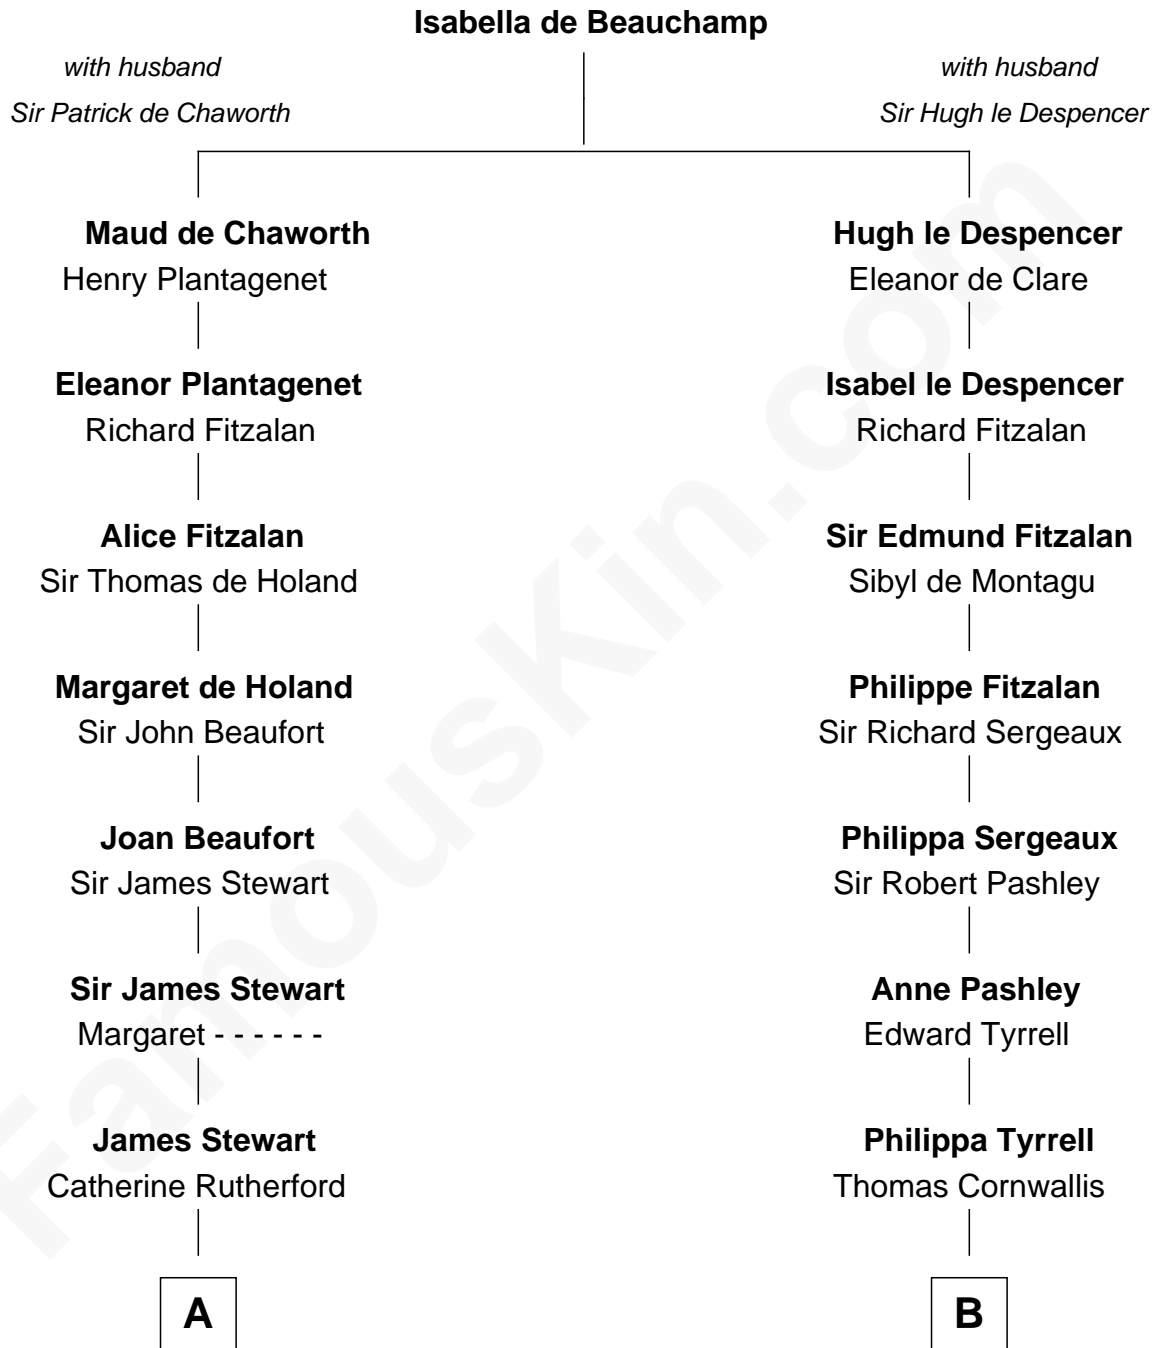 Isabella de Beauchamp
with husband
Sir Patrick de Chaworth
with husband
Sir Hugh le Despencer
Maud de Chaworth
Henry Plantagenet
Hugh le Despencer
Eleanor de Clare
Eleanor Plantagenet
Richard Fitzalan
Isabel le Despencer
Richard Fitzalan
Alice Fitzalan
Sir Thomas de Holand
Sir Edmund Fitzalan
Sibyl de Montagu
Margaret de Holand
Sir John Beaufort
Philippe Fitzalan
Sir Richard Sergeaux
Joan Beaufort
Sir James Stewart
Philippa Sergeaux
Sir Robert Pashley
Sir James Stewart
Margaret - - - - - -
Anne Pashley
Edward Tyrrell
James Stewart
Catherine Rutherford
Philippa Tyrrell
Thomas Cornwallis
A
B
FamousKin.com